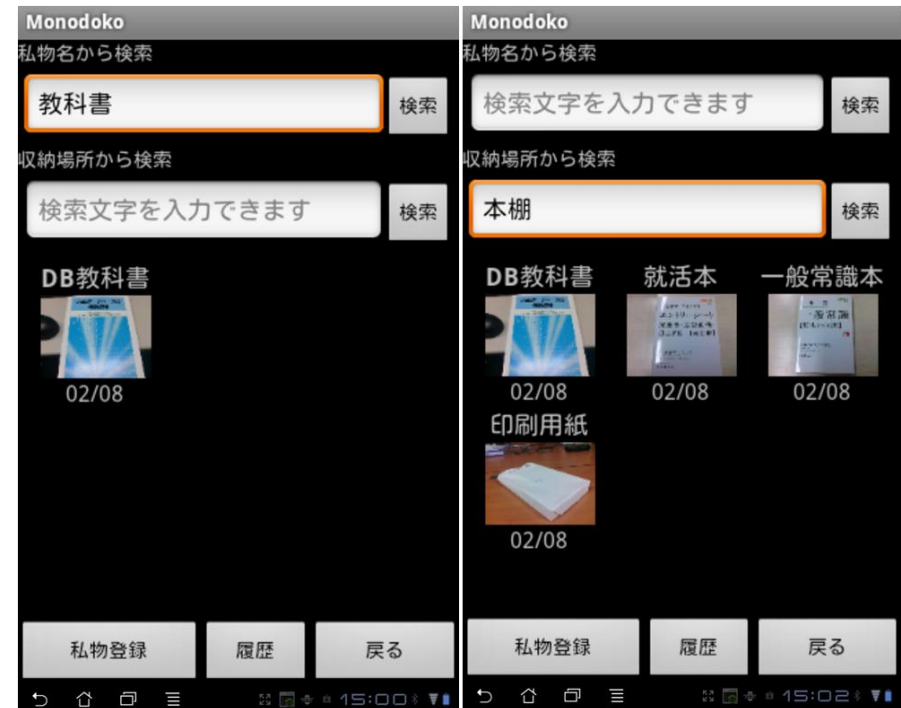 Monodoko
私物名から検索
教科書
検索
収納場所から検索
検索文字を入力できます
検索
DB教科書
02/08
私物登録
履歴
戻る
15:00
Monodoko
私物名から検索
検索文字を入力できます
検索
収納場所から検索
本棚
検索
DB教科書
就活本
一般常識本
一般常識
02/08
02/08
02/08
印刷用紙
02/08
私物登録
履歴
戻る
15:02